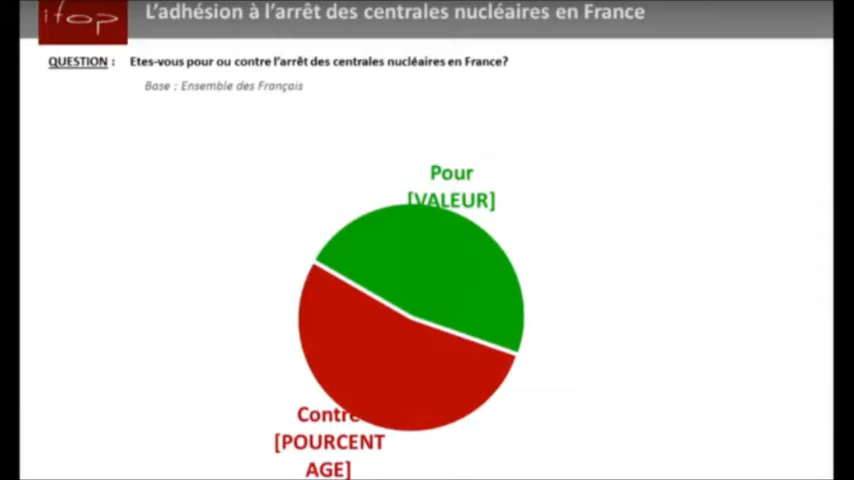 ifop
L'adhésion à l'arrêt des centrales nucléaires en France
QUESTION : Etes-vous pour ou contre l'arrêt des centrales nucléaires en France?
Base : Ensemble des Français
Pour
[VALEUR]
Contre
[POURCENT
AGE]